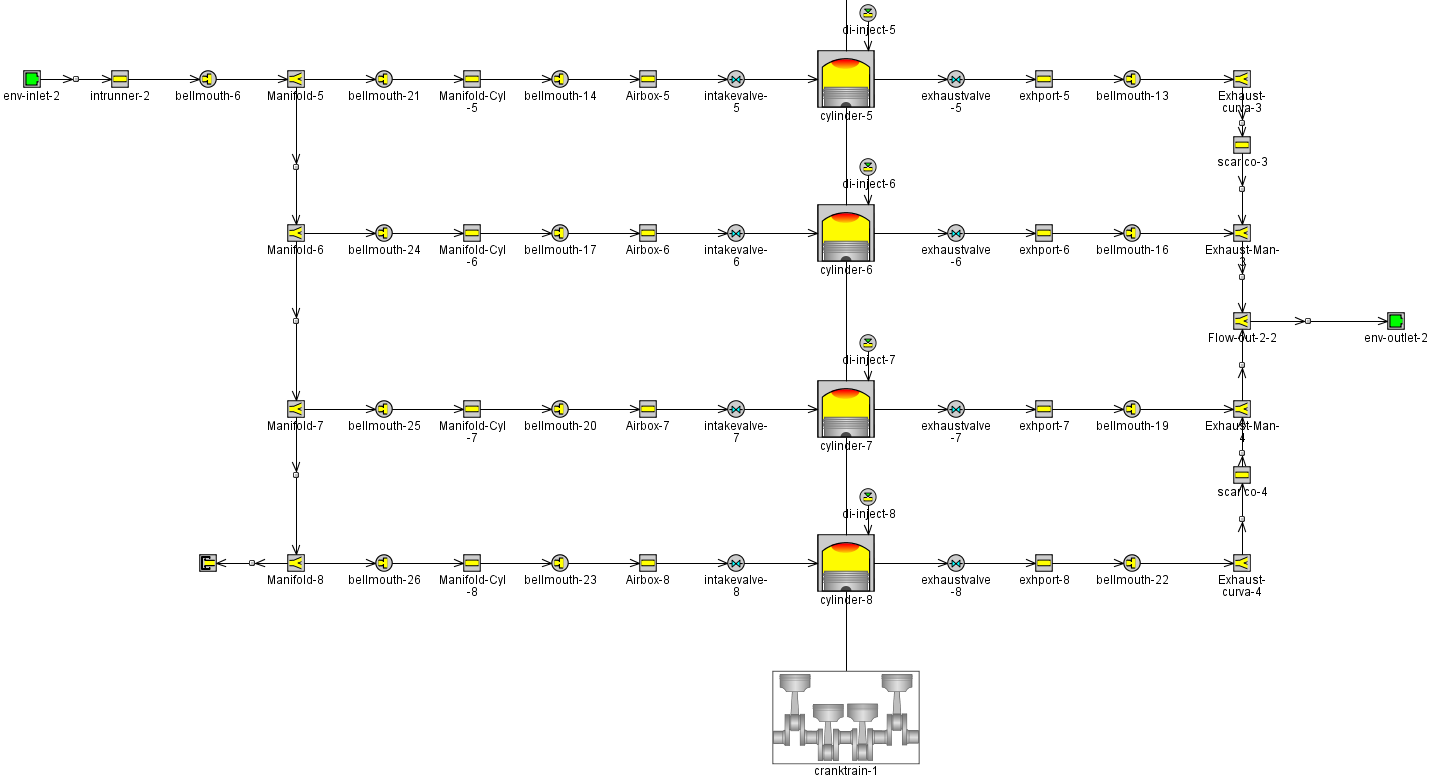 di-inject-5
env-inlet-2
intrunner-2
bellmouth-6
Manifold-5
bellmouth-21
Manifold-Cyl
-5
bellmouth-14
Airbox-5
intakevalve-
5
cylinder-5
exhaustvalve
-5
exhport-5
bellmouth-13
Exhaust-
curva-3
scarico-3
di-inject-6
Manifold-6
bellmouth-24
Manifold-Cyl
-6
bellmouth-17
Airbox-6
intakevalve-
6
cylinder-6
exhaustvalve
-6
exhport-6
bellmouth-16
Exhaust-Man-
3
Flow-out-2-2
env-outlet-2
di-inject-7
Manifold-7
bellmouth-25
Manifold-Cyl
-7
bellmouth-20
Airbox-7
intakevalve-
7
cylinder-7
exhaustvalve
-7
exhport-7
bellmouth-19
Exhaust-Man-
4
scarico-4
di-inject-8
Manifold-8
bellmouth-26
Manifold-Cyl
-8
bellmouth-23
Airbox-8
intakevalve-
8
cylinder-8
exhaustvalve
-8
exhport-8
bellmouth-22
Exhaust-
curva-4
cranktrain-1